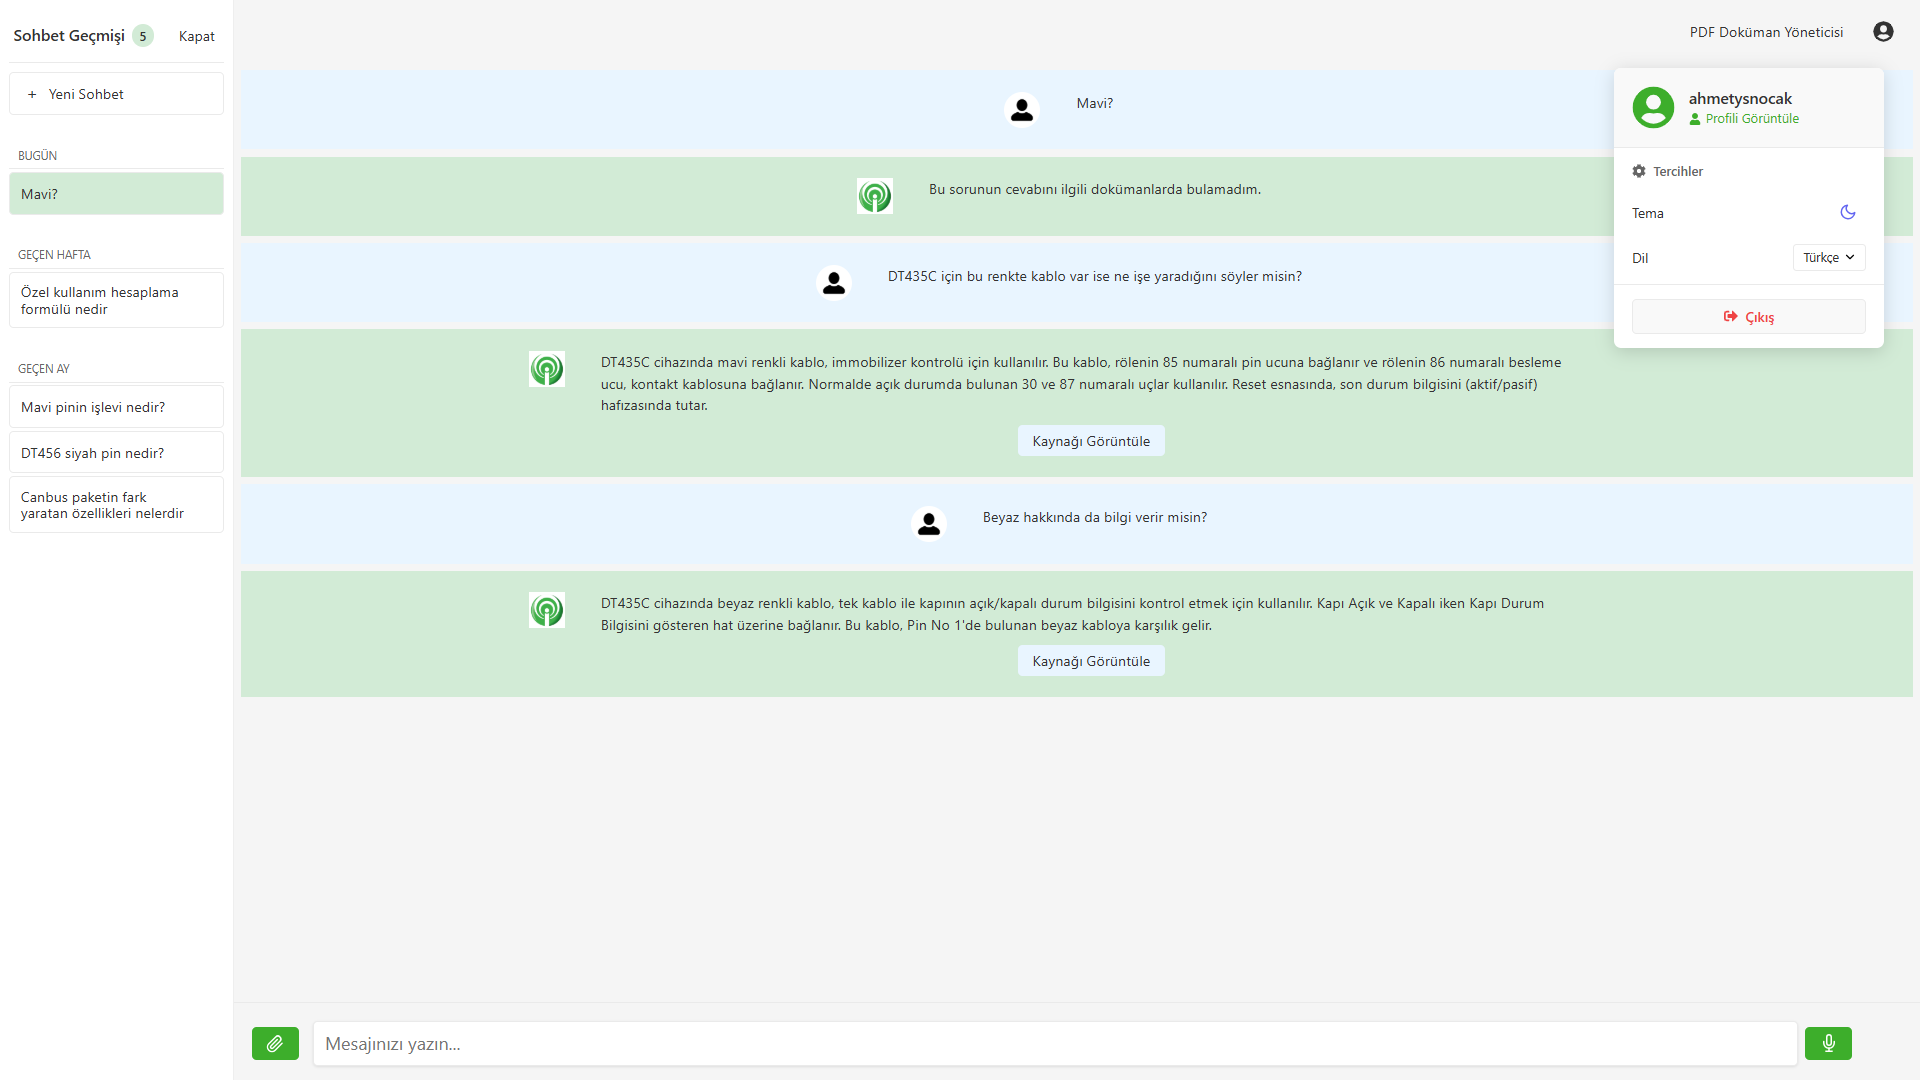 Sohbet Geçmişi 5 Kapat
+ Yeni Sohbet
BUGÜN
Mavi?
GEÇEN HAFTA
Özel kullanım hesaplama
formülü nedir
GEÇEN AY
Mavi pinin işlevi nedir?
DT456 siyah pin nedir?
Canbus paketin fark
yaratan özellikleri nelerdir
PDF Doküman Yöneticisi
Mavi?
Bu sorunun cevabını ilgili dokümanlarda bulamadım.
DT435C için bu renkte kablo var ise ne işe yaradığını söyler misin?
DT435C cihazında mavi renkli kablo, immobilizer kontrolü için kullanılır. Bu kablo, rölenin 85 numaralı pin ucuna bağlanır ve rölenin 86 numaralı besleme
ucu, kontakt kablosuna bağlanır. Normalde açık durumda bulunan 30 ve 87 numaralı uçlar kullanılır. Reset esnasında, son durum bilgisini (aktif/pasif)
hafızasında tutar.
Kaynağı Görüntüle
Beyaz hakkında da bilgi verir misin?
DT435C cihazında beyaz renkli kablo, tek kablo ile kapının açık/kapalı durum bilgisini kontrol etmek için kullanılır. Kapı Açık ve Kapalı iken Kapı Durum
Bilgisini gösteren hat üzerine bağlanır. Bu kablo, Pin No 1'de bulunan beyaz kabloya karşılık gelir.
Kaynağı Görüntüle
ahmetysnocak
Profili Görüntüle
Tercihler
Tema
Dil Türkçe
Çıkış
Mesajınızı yazın...